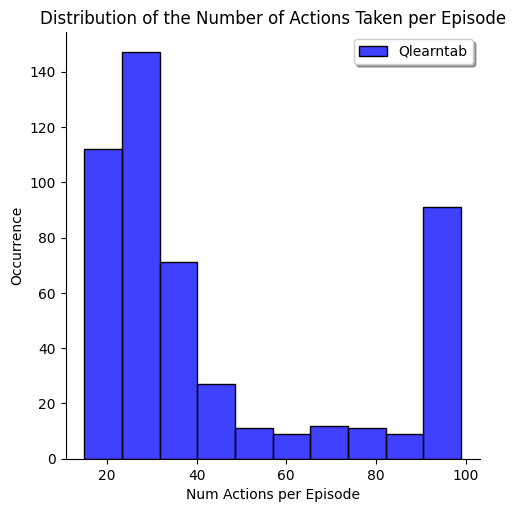 Distribution of the Number of Actions Taken per Episode
Qlearntab
140
120
100
80
60
40
20
0
Occurrence
20 40 60 80 100
Num Actions per Episode